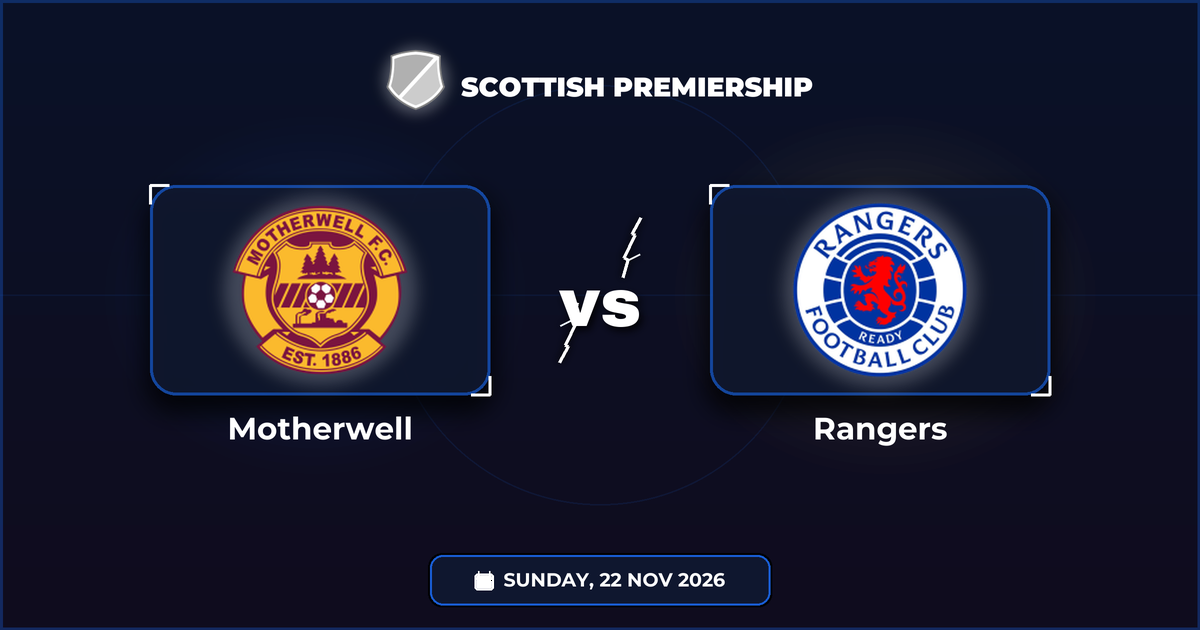 SCOTTISH PREMIERSHIP
MOTHERWELL F.C.
EST. 1886
Motherwell
VS
RANGERS
READY
FOOTBALL CLUB
Rangers
SUNDAY, 22 NOV 2026